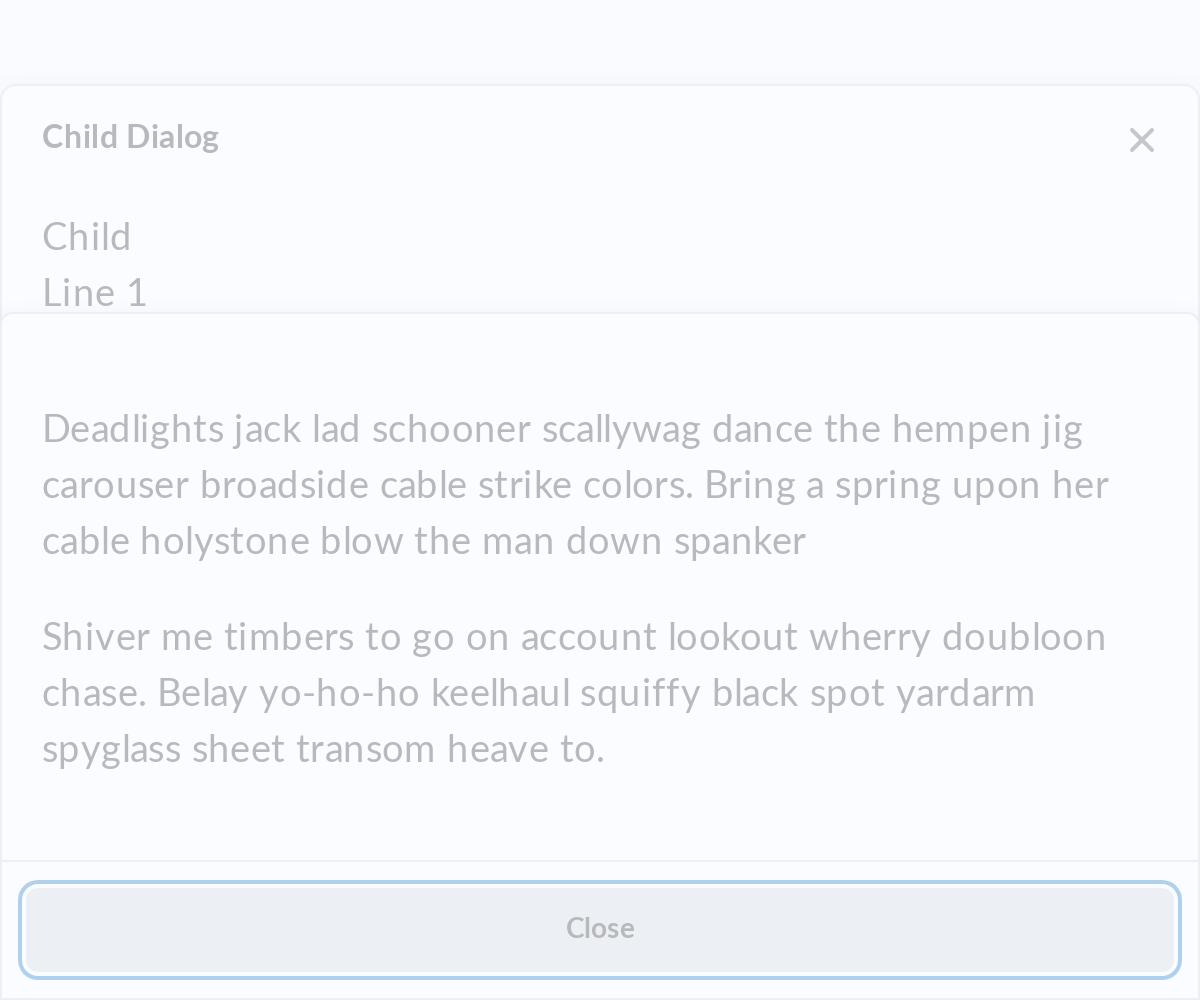 Child Dialog
Child
Line 1
Deadlights jack lad schooner scallywag dance the hempen jig
carouser broadside cable strike colors. Bring a spring upon her
cable holystone blow the man down spanker
Shiver me timbers to go on account lookout wherry doubloon
chase. Belay yo-ho-ho keelhaul squiffy black spot yardarm
spyglass sheet transom heave to.
Close